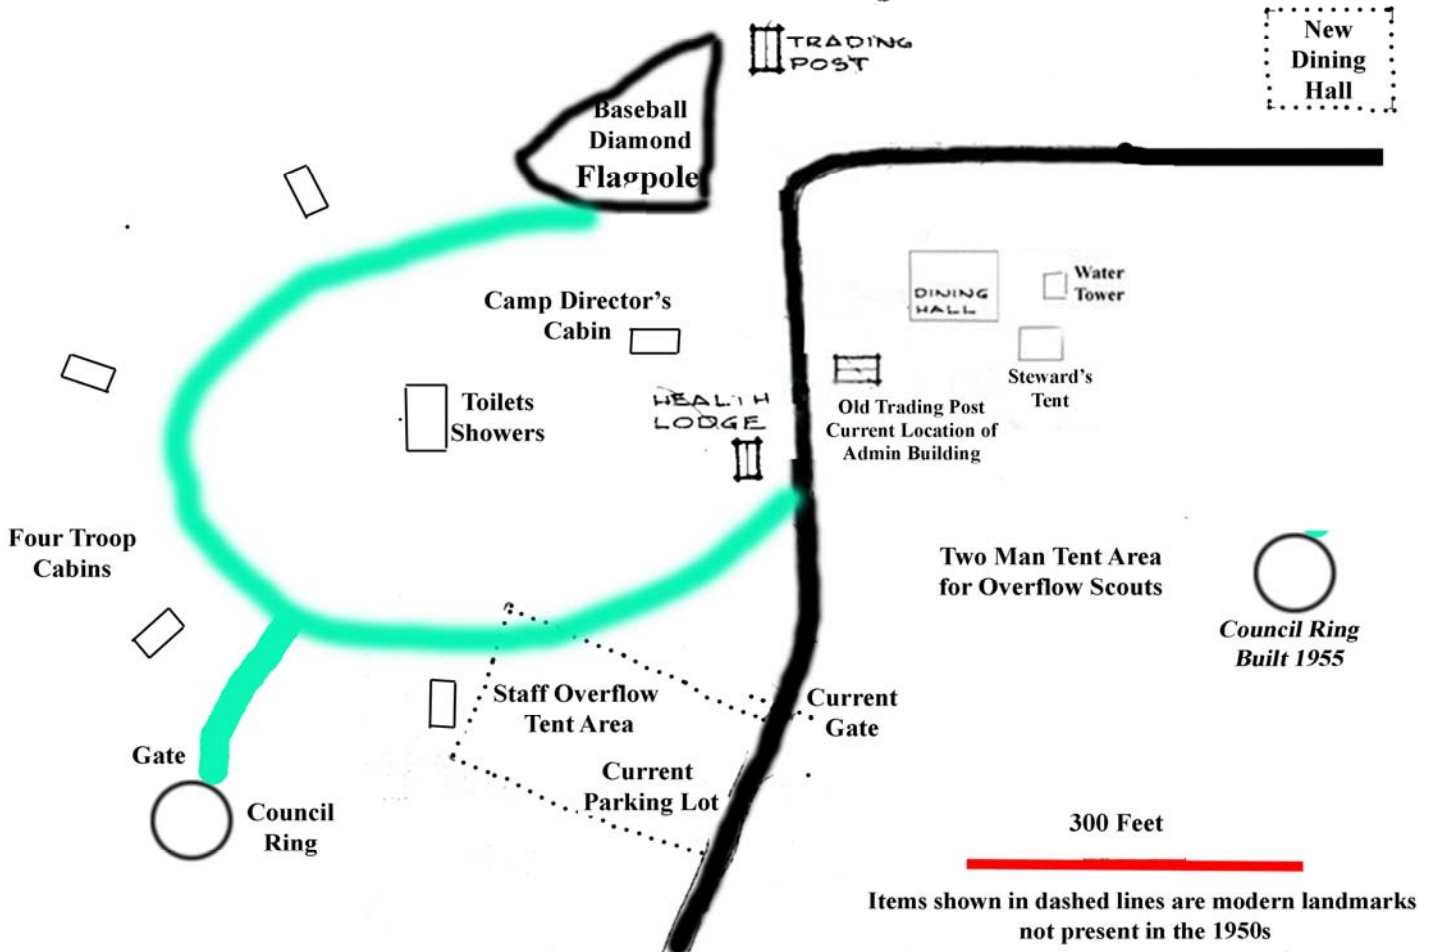 TRADING
POST
New
Dining
Hall
Baseball
Diamond
Flagpole
Camp Director's
Cabin
DINING
HALL
Water
Tower
Steward's
Tent
Toilets
Showers
HEALTH
LODGE
Old Trading Post
Current Location of
Admin Building
Four Troop
Cabins
Two Man Tent Area
for Overflow Scouts
Council Ring
Built 1955
Staff Overflow
Tent Area
Current
Gate
Gate
Current
Parking Lot
Council
Ring
300 Feet
Items shown in dashed lines are modern landmarks
not present in the 1950s